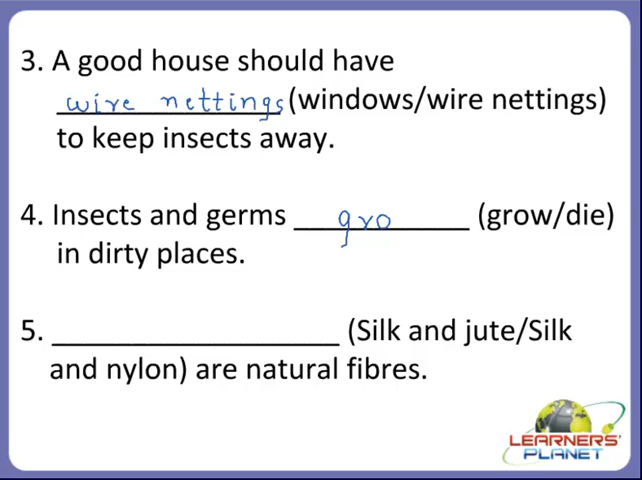 3. A good house should have
wire nettings (windows/wire nettings)
to keep insects away.
4. Insects and germs gro (grow/die)
in dirty places.
5. ____________________ (Silk and jute/Silk
and nylon) are natural fibres.
LEARNERS'
PLANET